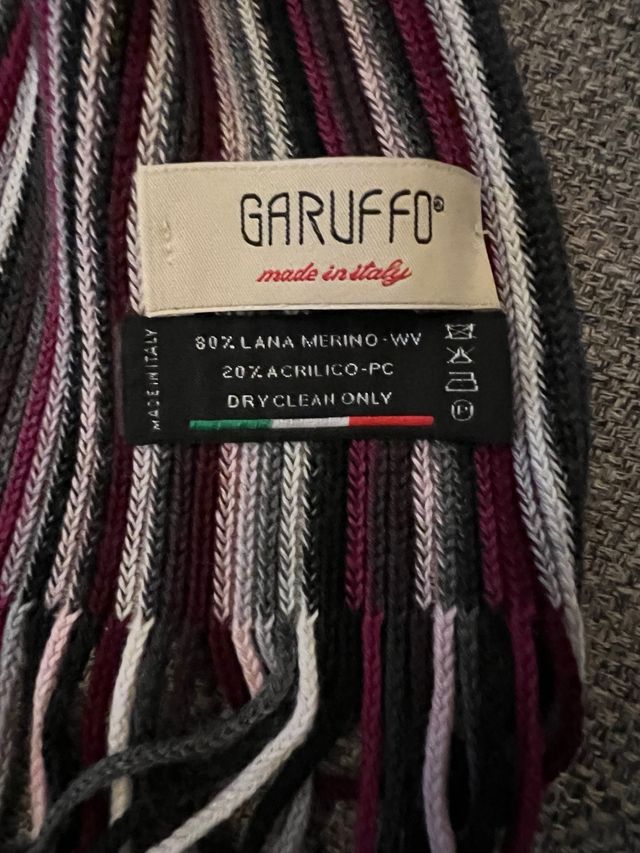 GARUFFO®
made in italy
MADE IN ITALY
80% LANA MERINO - WV
20% ACRILICO - PC
DRY CLEAN ONLY
P